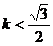 k < √3/2